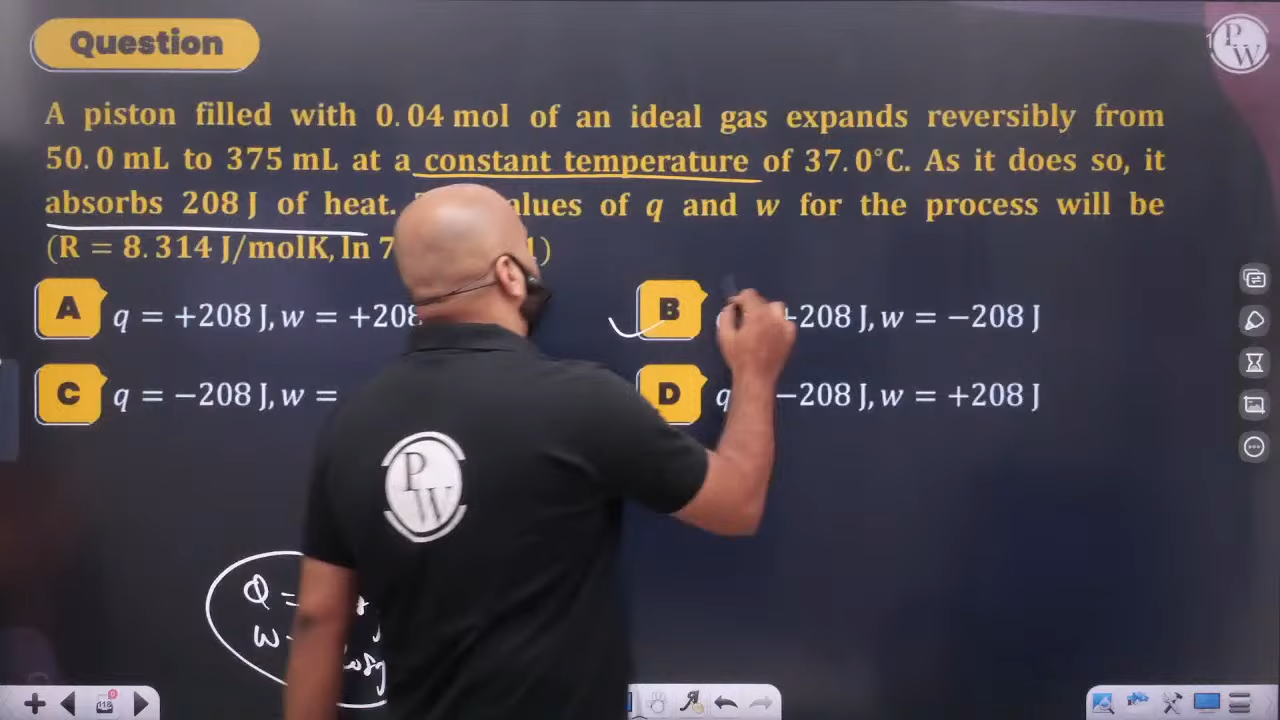 Question
A piston filled with 0.04 mol of an ideal gas expands reversibly from
50.0 mL to 375 mL at a constant temperature of 37.0°C. As it does so, it
absorbs 208 J of heat. of q and w for the process will be
(R = 8.314 J/molK, ln 7 )
A q = +208 J, w = +208
B 208 J, w = −208 J
C q = −208 J, w =
D q −208 J, w = +208 J
Q =
W
P
W
P
W
118